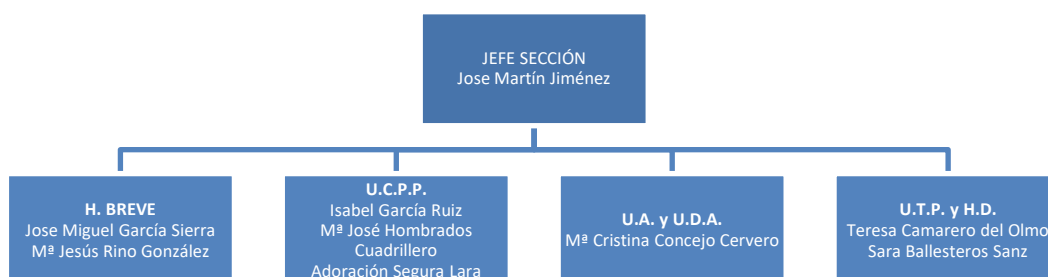 JEFE SECCIÓN
Jose Martín Jiménez
H. BREVE
Jose Miguel García Sierra
Mª Jesús Rino González
U.C.P.P.
Isabel García Ruiz
Mª José Hombrados
Cuadrillero
Adoración Segura Lara
U.A. y U.D.A.
Mª Cristina Concejo Cervero
U.T.P. y H.D.
Teresa Camarero del Olmo
Sara Ballesteros Sanz